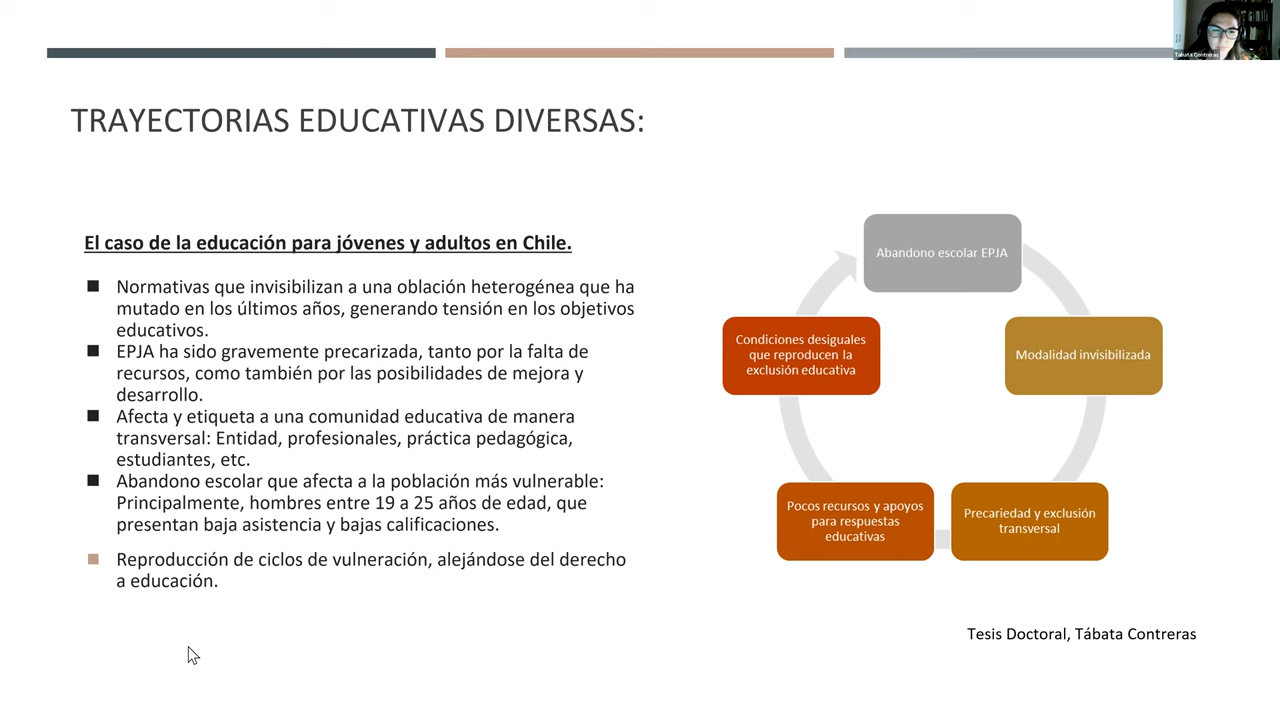 Tábata Contreras
TRAYECTORIAS EDUCATIVAS DIVERSAS:
El caso de la educación para jóvenes y adultos en Chile.
Normativas que invisibilizan a una oblación heterogénea que ha
mutado en los últimos años, generando tensión en los objetivos
educativos.
EPJA ha sido gravemente precarizada, tanto por la falta de
recursos, como también por las posibilidades de mejora y
desarrollo.
Afecta y etiqueta a una comunidad educativa de manera
transversal: Entidad, profesionales, práctica pedagógica,
estudiantes, etc.
Abandono escolar que afecta a la población más vulnerable:
Principalmente, hombres entre 19 a 25 años de edad, que
presentan baja asistencia y bajas calificaciones.
Reproducción de ciclos de vulneración, alejándose del derecho
a educación.
Abandono escolar EPJA
Modalidad invisibilizada
Precariedad y exclusión
transversal
Pocos recursos y apoyos
para respuestas
educativas
Condiciones desiguales
que reproducen la
exclusión educativa
Tesis Doctoral, Tábata Contreras